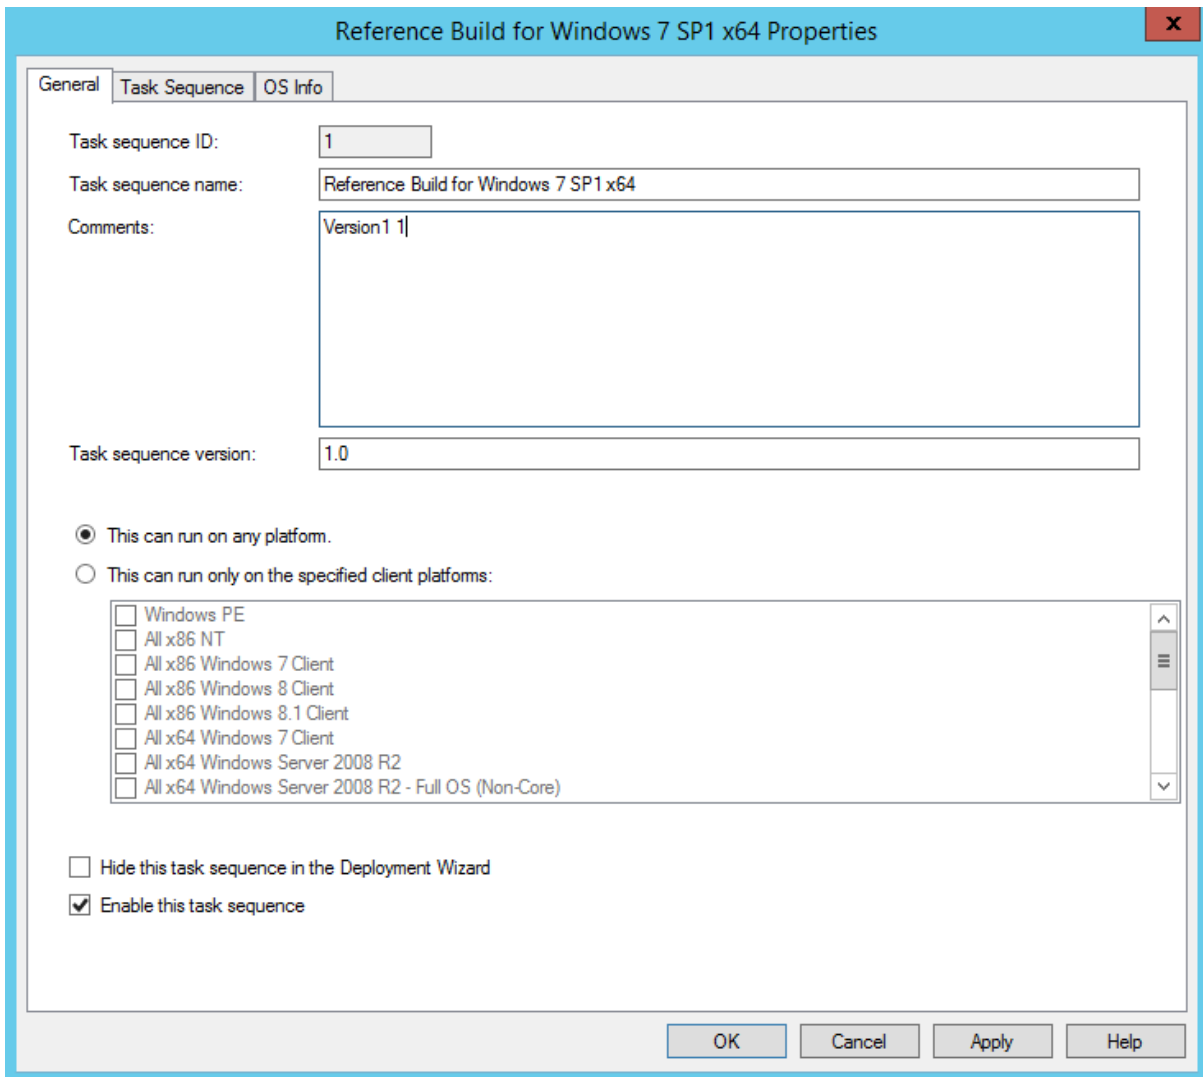 Reference Build for Windows 7 SP1 x64 Properties
x
General Task Sequence OS Info
Task sequence ID: 1
Task sequence name: Reference Build for Windows 7 SP1 x64
Comments: Version1 1
Task sequence version: 1.0
This can run on any platform.
This can run only on the specified client platforms:
Windows PE
All x86 NT
All x86 Windows 7 Client
All x86 Windows 8 Client
All x86 Windows 8.1 Client
All x64 Windows 7 Client
All x64 Windows Server 2008 R2
All x64 Windows Server 2008 R2 - Full OS (Non-Core)
Hide this task sequence in the Deployment Wizard
Enable this task sequence
OK Cancel Apply Help